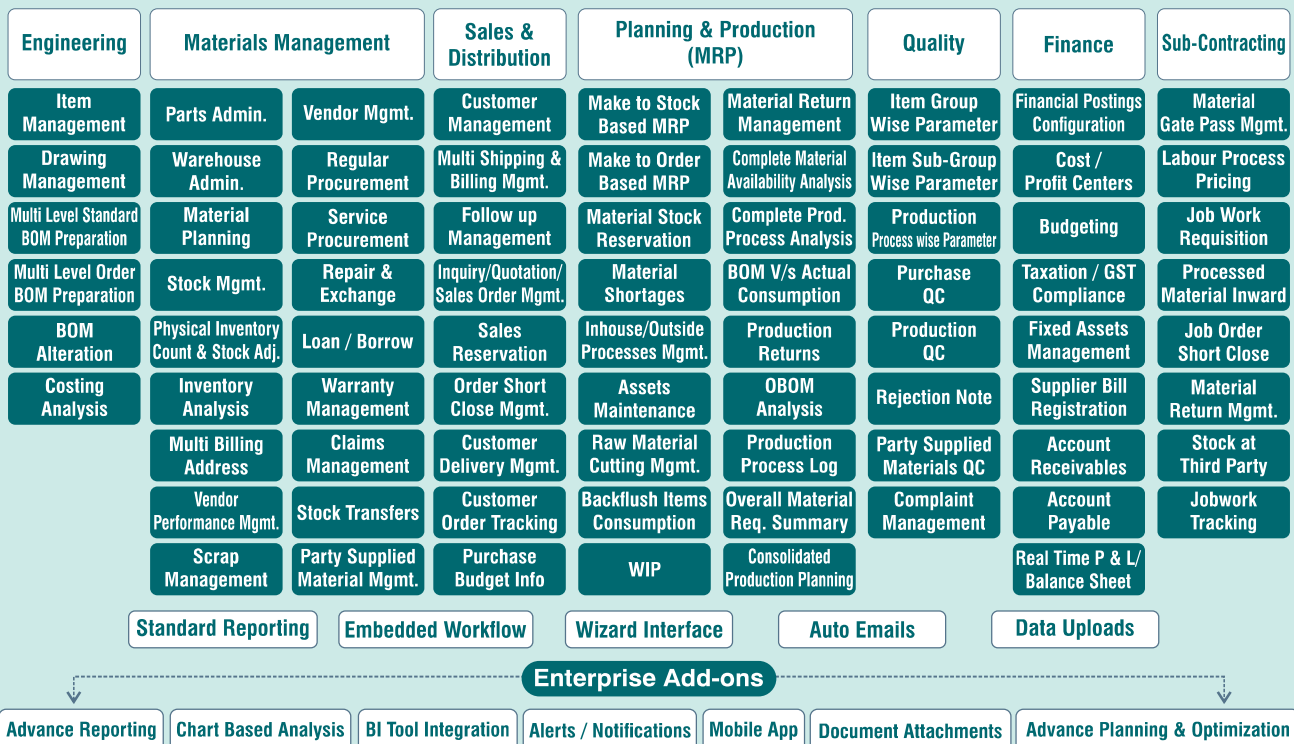 Engineering
Materials Management
Sales &
Distribution
Planning & Production
(MRP)
Quality
Finance
Sub-Contracting
Item
Management
Parts Admin.
Vendor Mgmt.
Customer
Management
Make to Stock
Based MRP
Material Return
Management
Item Group
Wise Parameter
Financial Postings
Configuration
Material
Gate Pass Mgmt.
Drawing
Management
Warehouse
Admin.
Regular
Procurement
Multi Shipping &
Billing Mgmt.
Make to Order
Based MRP
Complete Material
Availability Analysis
Item Sub-Group
Wise Parameter
Cost /
Profit Centers
Labour Process
Pricing
Multi Level Standard
BOM Preparation
Material
Planning
Service
Procurement
Follow up
Management
Material Stock
Reservation
Complete Prod.
Process Analysis
Production
Process wise Parameter
Budgeting
Job Work
Requisition
Multi Level Order
BOM Preparation
Stock Mgmt.
Repair &
Exchange
Inquiry/Quotation/
Sales Order Mgmt.
Material
Shortages
BOM V/s Actual
Consumption
Purchase
QC
Taxation / GST
Compliance
Processed
Material Inward
BOM
Alteration
Physical Inventory
Count & Stock Adj.
Loan / Borrow
Sales
Reservation
Inhouse/Outside
Processes Mgmt.
Production
Returns
Production
QC
Fixed Assets
Management
Job Order
Short Close
Costing
Analysis
Inventory
Analysis
Warranty
Management
Order Short
Close Mgmt.
Assets
Maintenance
OBOM
Analysis
Rejection Note
Supplier Bill
Registration
Material
Return Mgmt.
Multi Billing
Address
Claims
Management
Customer
Delivery Mgmt.
Raw Material
Cutting Mgmt.
Production
Process Log
Party Supplied
Materials QC
Account
Receivables
Stock at
Third Party
Vendor
Performance Mgmt.
Stock Transfers
Customer
Order Tracking
Backflush Items
Consumption
Overall Material
Req. Summary
Complaint
Management
Account
Payable
Jobwork
Tracking
Scrap
Management
Party Supplied
Material Mgmt.
Purchase
Budget Info
WIP
Consolidated
Production Planning
Real Time P & L/
Balance Sheet
Standard Reporting
Embedded Workflow
Wizard Interface
Auto Emails
Data Uploads
Enterprise Add-ons
Advance Reporting
Chart Based Analysis
BI Tool Integration
Alerts / Notifications
Mobile App
Document Attachments
Advance Planning & Optimization